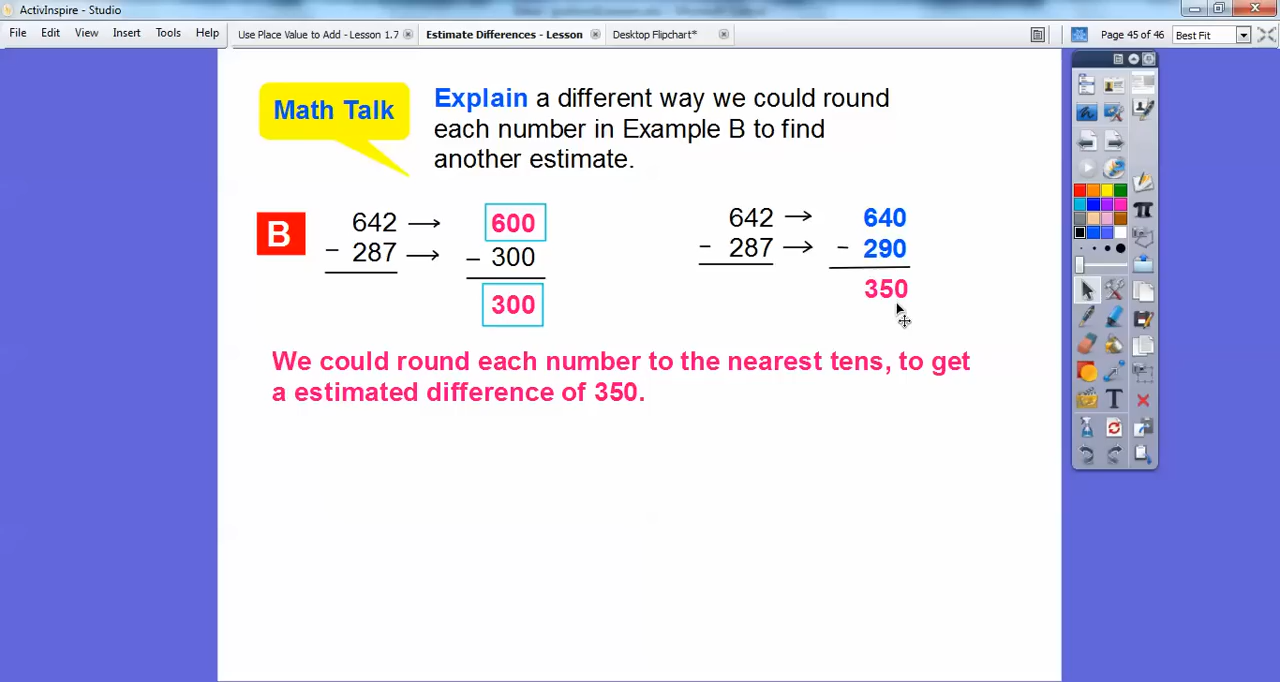 ActivInspire - Studio
File Edit View Insert Tools Help
Use Place Value to Add - Lesson 1.7
Estimate Differences - Lesson
Desktop Flipchart*
Page 45 of 46
Best Fit
Math Talk
Explain a different way we could round
each number in Example B to find
another estimate.
B
642 → 600
- 287 → - 300
300
642 → 640
- 287 → - 290
350
We could round each number to the nearest tens, to get
a estimated difference of 350.